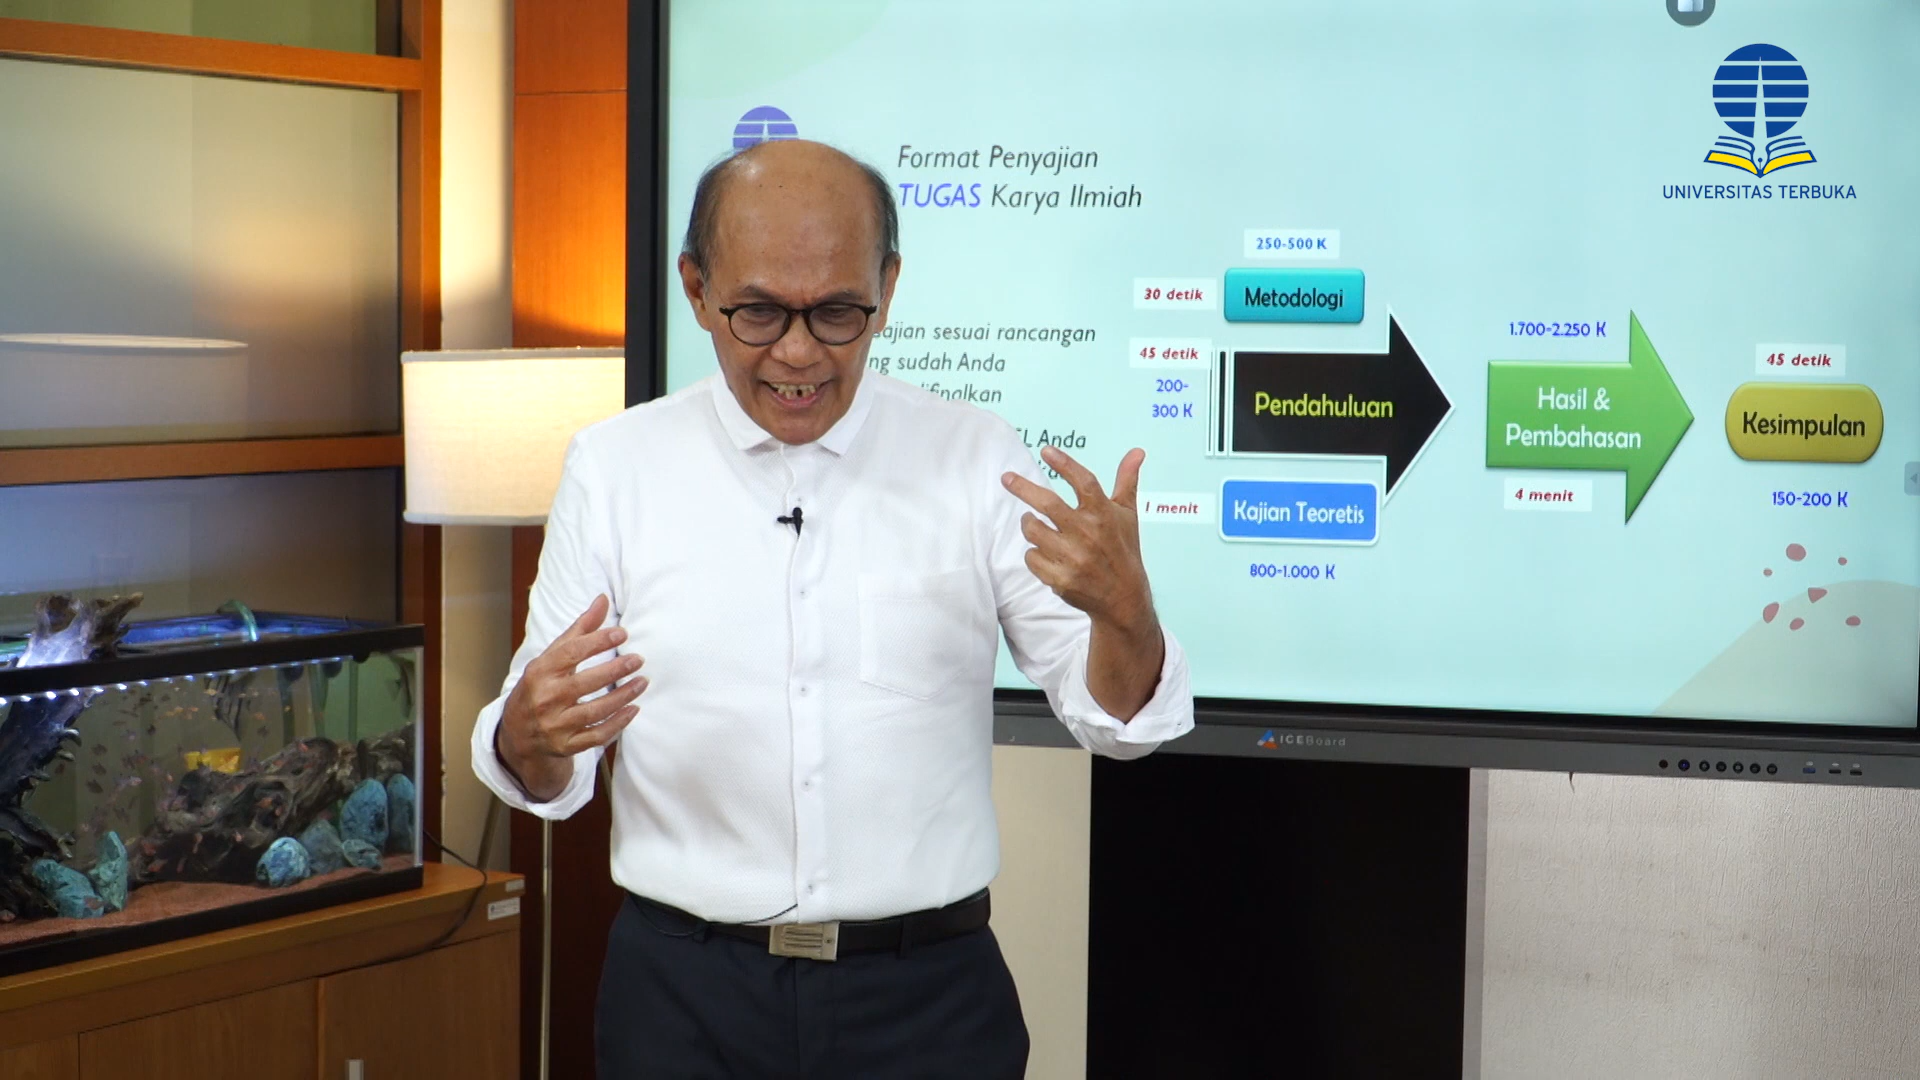 UNIVERSITAS TERBUKA
Format Penyajian
TUGAS Karya Ilmiah
sesuai rancangan
sudah Anda
Anda
250-500 K
30 detik
Metodologi
45 detik
200-
300 K
Pendahuluan
1 menit
Kajian Teoretis
800-1.000 K
1.700-2.250 K
Hasil &
Pembahasan
4 menit
45 detik
Kesimpulan
150-200 K
ICEBoard